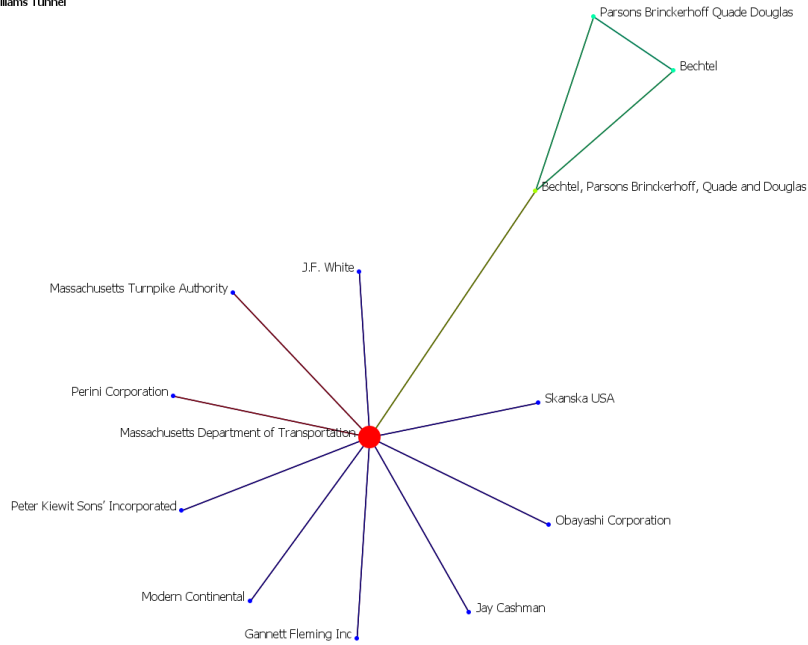 Tunnel
Parsons Brinckerhoff Quade Douglas
Bechtel
Bechtel, Parsons Brinckerhoff, Quade and Douglas
J.F. White
Massachusetts Turnpike Authority
Perini Corporation
Skanska USA
Massachusetts Department of Transportation
Peter Kiewit Sons' Incorporated
Obayashi Corporation
Modern Continental
Jay Cashman
Gannett Fleming Inc